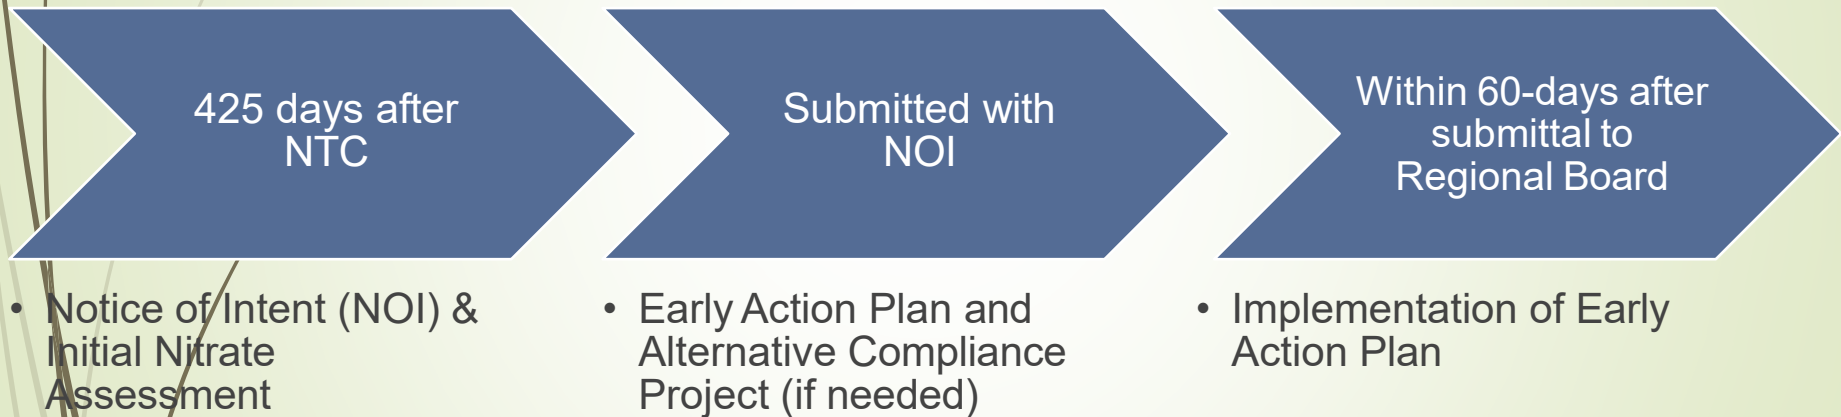 425 days after
NTC
Submitted with
NOI
Within 60-days after
submittal to
Regional Board
• Notice of Intent (NOI) &
Initial Nitrate
Assessment
• Early Action Plan and
Alternative Compliance
Project (if needed)
• Implementation of Early
Action Plan